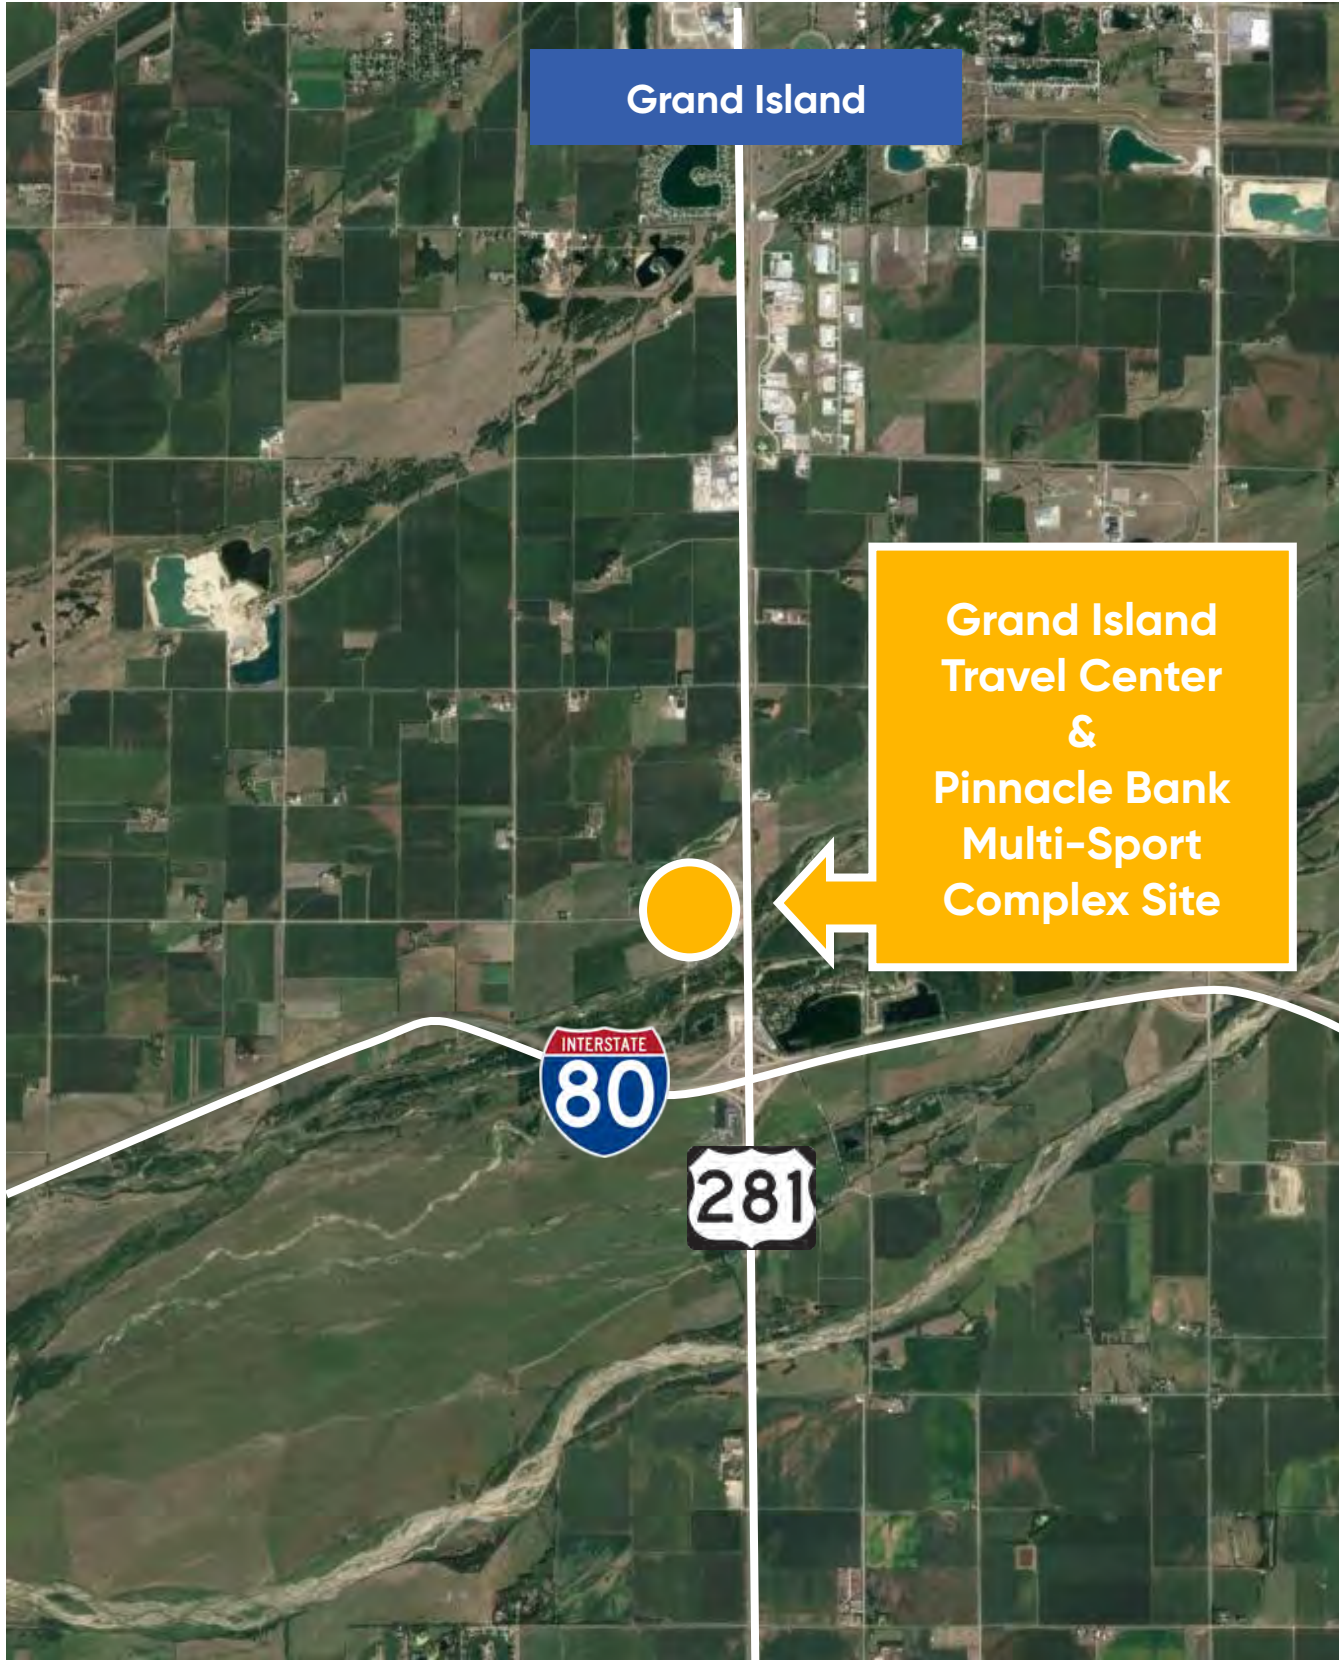 Grand Island
Grand Island
Travel Center
&
Pinnacle Bank
Multi-Sport
Complex Site
INTERSTATE
80
281